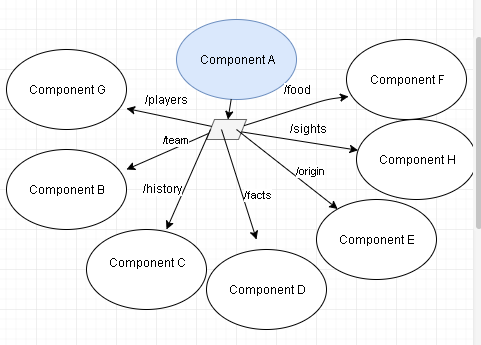 Component A
Component G
Component F
/food
/players
/sights
/team
Component H
/origin
Component B
/history
/facts
Component E
Component C
Component D